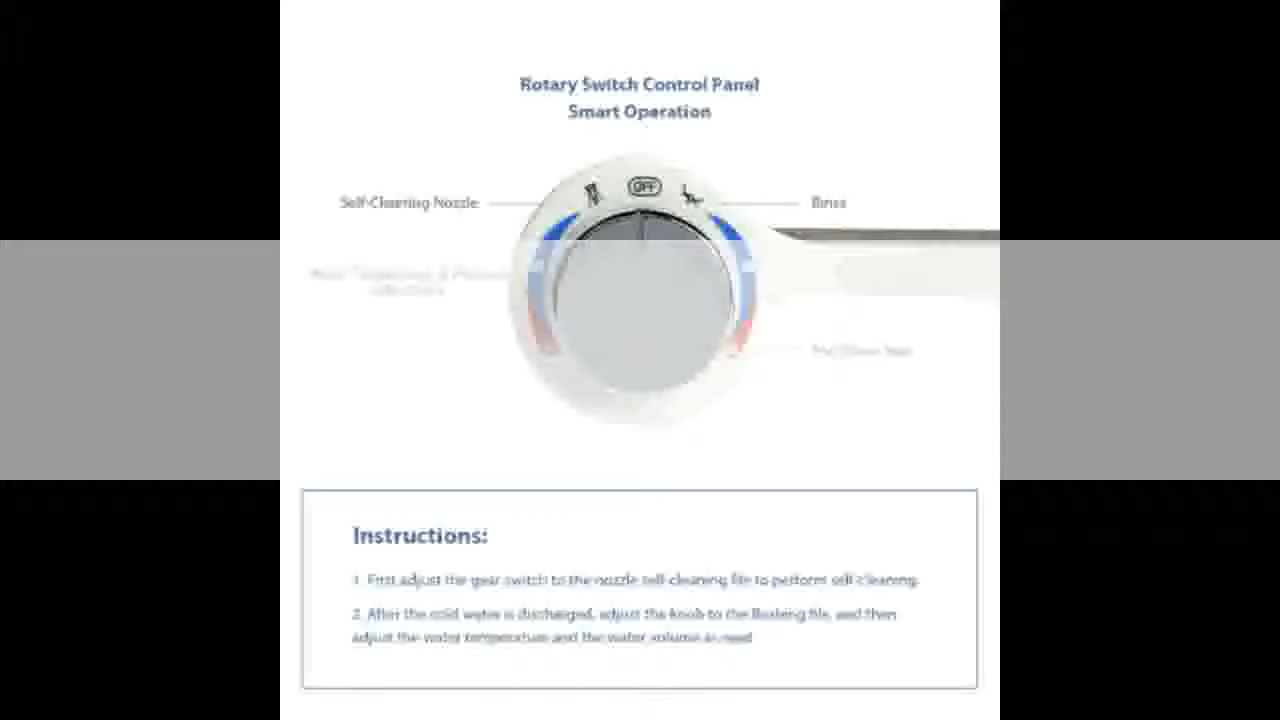 Rotary Switch Control Panel
Smart Operation
OFF
Self-Cleaning Nozzle
Rinse
Instructions:
1. First adjust the gear switch to the nozzle self-cleaning file to perform self-cleaning.
2. After the cold water is discharged, adjust the knob to the flushing file, and then
adjust the water temperature and the water volume as need